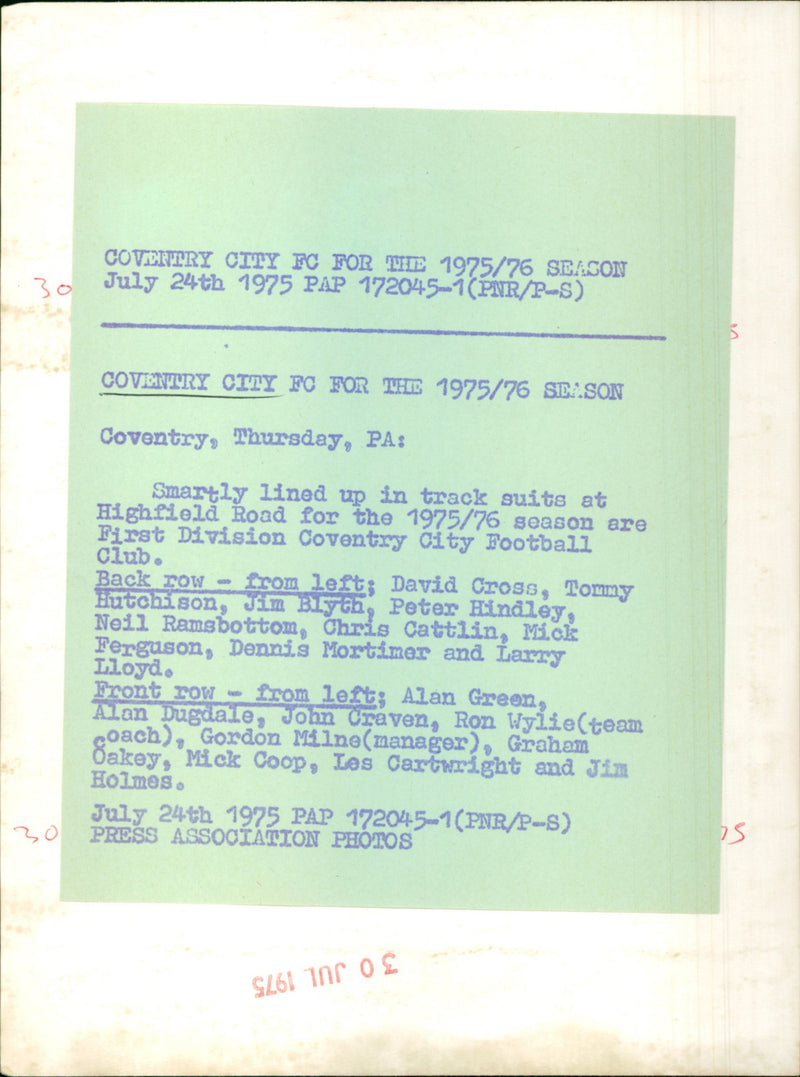 COVENTRY CITY FC FOR THE 1975/76 SEASON
July 24th 1975 PAP 172045-1(PNR/P-S)
30
COVENTRY CITY FC FOR THE 1975/76 SEASON
Coventry, Thursday, PA:
Smartly lined up in track suits at
Highfield Road for the 1975/76 season are
First Division Coventry City Football
Club.
Back row - from left; David Cross, Tommy
Hutchison, Jim Blyth, Peter Hindley,
Neil Ramsbottom, Chris Cattlin, Mick
Ferguson, Dennis Mortimer and Larry
Lloyd.
Front row - from left; Alan Green,
Alan Dugdale, John Craven, Ron Wylie(team
coach), Gordon Milne(manager), Graham
Oakey, Mick Coop, Les Cartwright and Jim
Holmes.
July 24th 1975 PAP 172045-1(PNR/P-S)
PRESS ASSOCIATION PHOTOS
30
75
30 JUL 1975